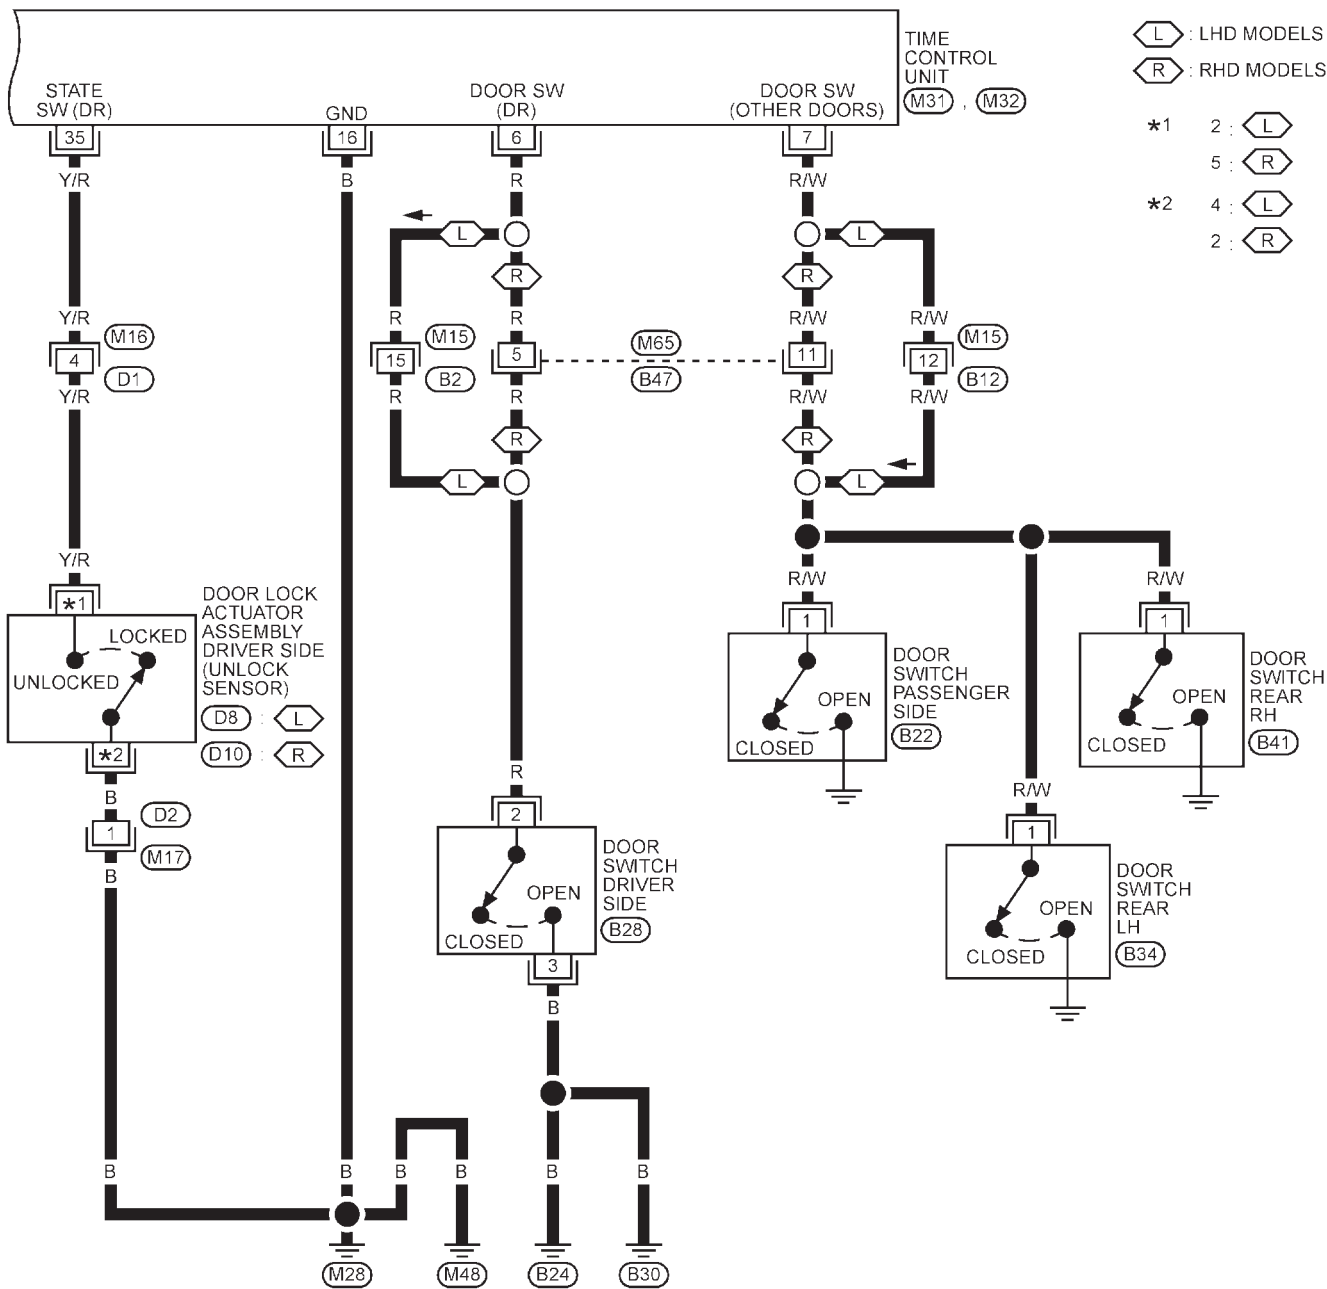 TIME
CONTROL
UNIT
M31 , M32
L : LHD MODELS
R : RHD MODELS
*1 2 : L
5 : R
*2 4 : L
2 : R
STATE
SW (DR)
GND
DOOR SW
(DR)
DOOR SW
(OTHER DOORS)
35
16
6
7
Y/R
B
R
R/W
L
L
R
R
Y/R
R
R
R/W
R/W
M16
M15
M65
M15
4
15
5
11
12
D1
B2
B47
B12
Y/R
R
R
R/W
R/W
R
R
L
L
Y/R
R/W
R/W
*1
DOOR LOCK
ACTUATOR
ASSEMBLY
DRIVER SIDE
(UNLOCK
SENSOR)
D8 : L
D10 : R
LOCKED
UNLOCKED
*2
B
D2
1
M17
B
1
DOOR
SWITCH
PASSENGER
SIDE
B22
OPEN
CLOSED
1
DOOR
SWITCH
REAR
RH
B41
OPEN
CLOSED
R
2
DOOR
SWITCH
DRIVER
SIDE
B28
OPEN
CLOSED
3
B
R/W
1
DOOR
SWITCH
REAR
LH
B34
OPEN
CLOSED
B
B
B
B
B
B
M28
M48
B24
B30